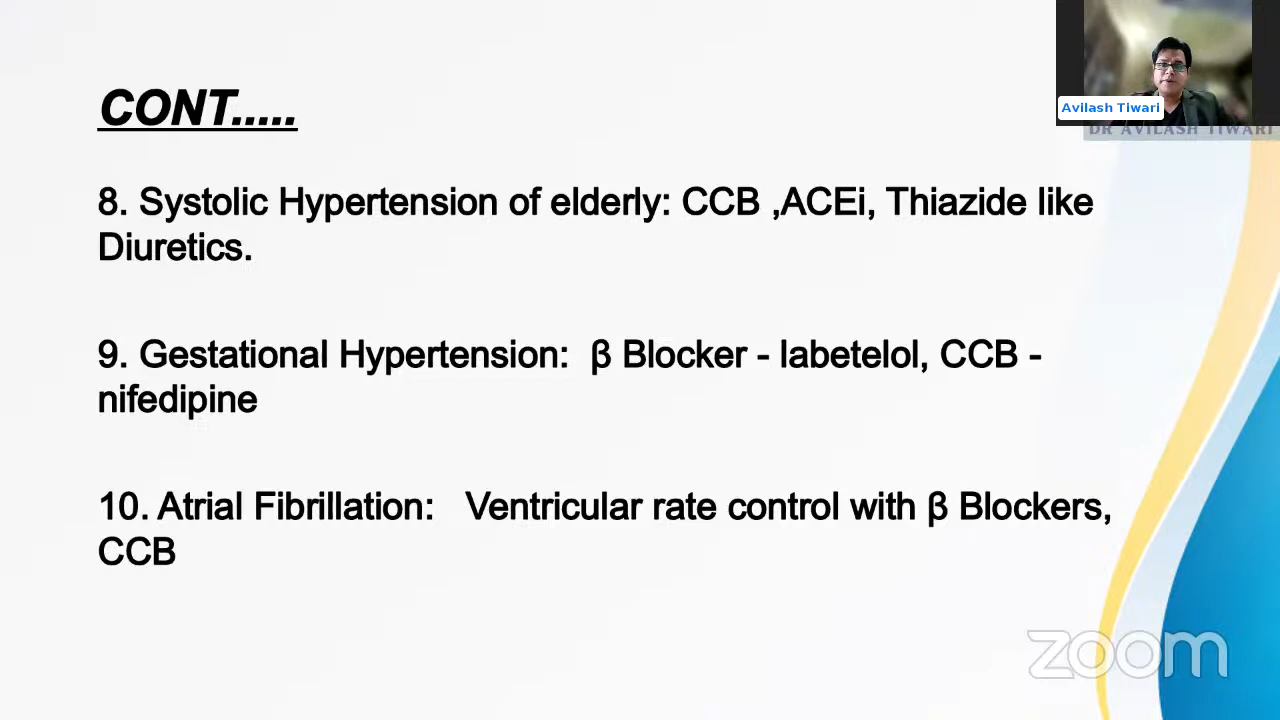 Avilash Tiwari
DR AVILASH TIWARI
CONT.....
8. Systolic Hypertension of elderly: CCB ,ACEi, Thiazide like
Diuretics.
9. Gestational Hypertension:  β Blocker - labetelol, CCB -
nifedipine
10. Atrial Fibrillation:   Ventricular rate control with β Blockers,
CCB
zoom